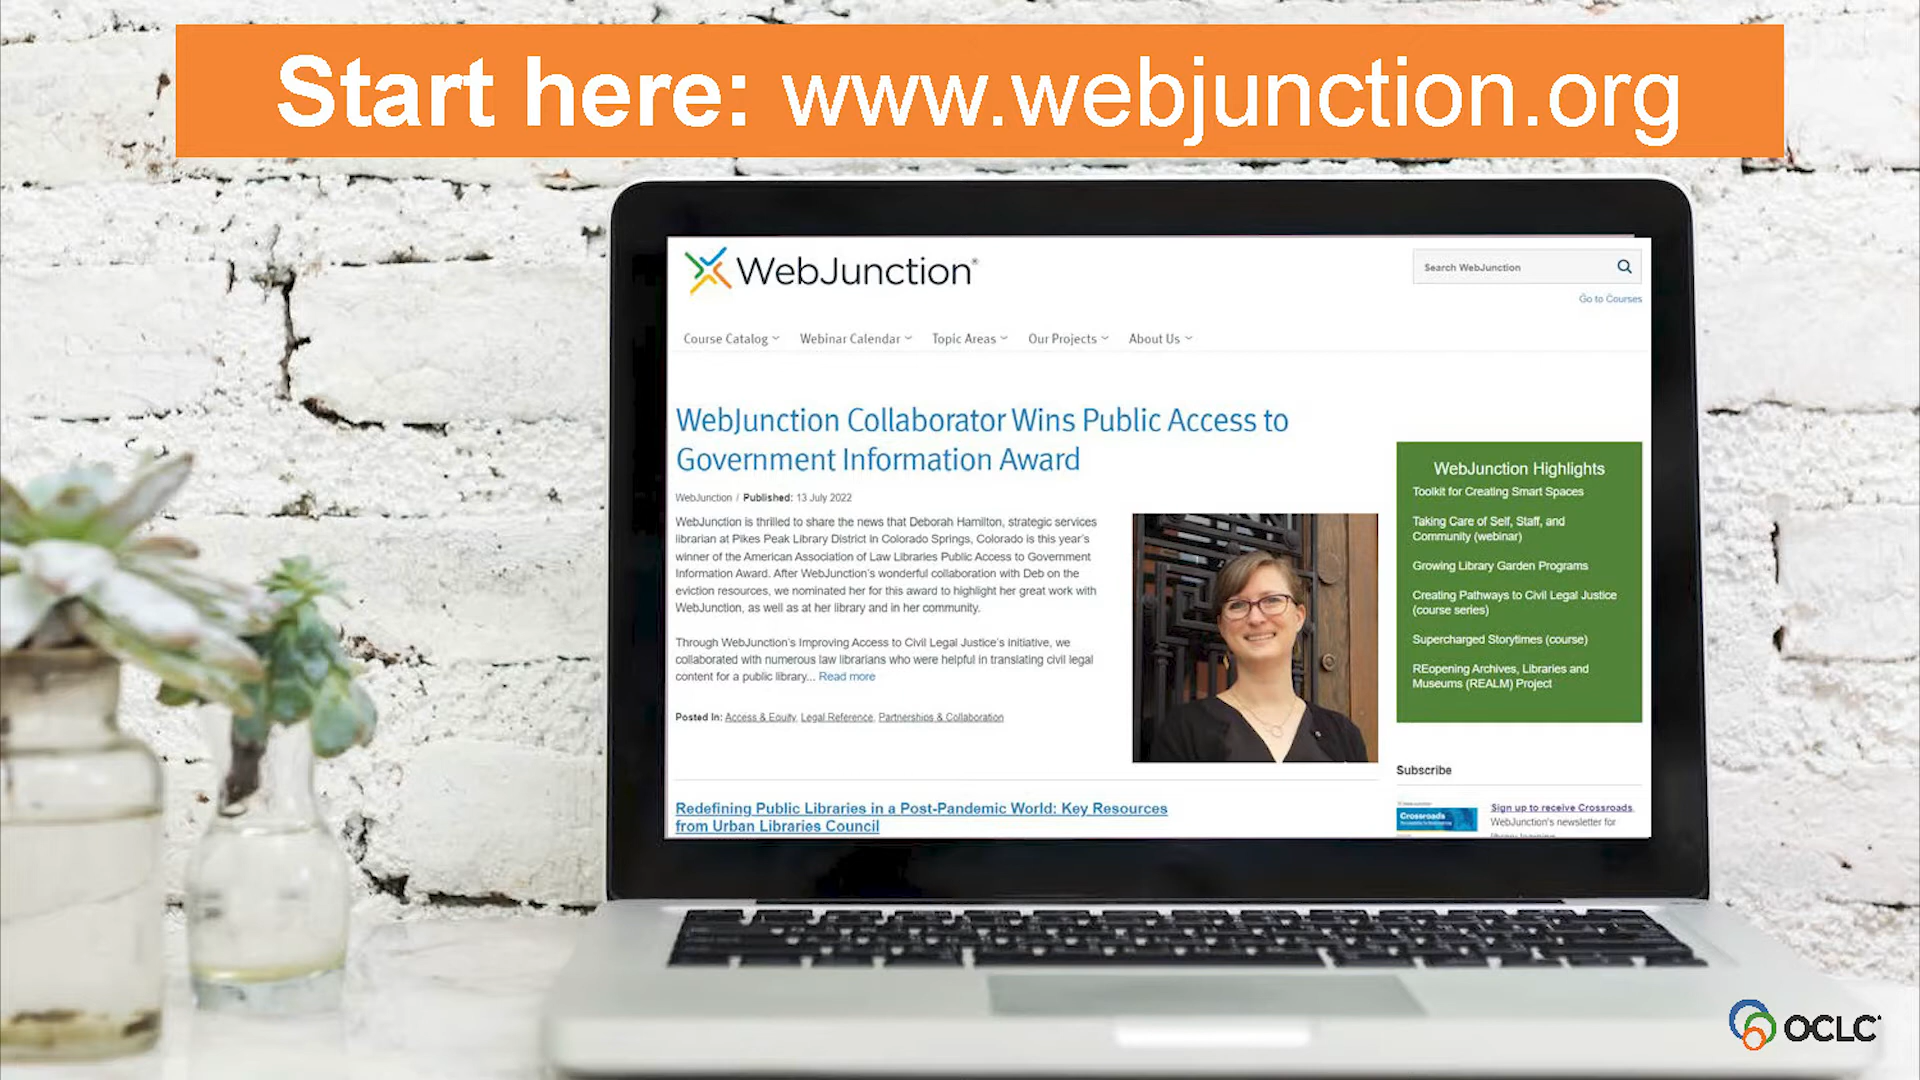 Start here: www.webjunction.org
WebJunction®
Search WebJunction
Go to Courses
Course Catalog Webinar Calendar Topic Areas Our Projects About Us
WebJunction Collaborator Wins Public Access to
Government Information Award
WebJunction / Published: 13 July 2022
WebJunction is thrilled to share the news that Deborah Hamilton, strategic services
librarian at Pikes Peak Library District in Colorado Springs, Colorado is this year's
winner of the American Association of Law Libraries Public Access to Government
Information Award. After WebJunction's wonderful collaboration with Deb on the
eviction resources, we nominated her for this award to highlight her great work with
WebJunction, as well as at her library and in her community.
Through WebJunction's Improving Access to Civil Legal Justice's initiative, we
collaborated with numerous law librarians who were helpful in translating civil legal
content for a public library... Read more
Posted In: Access & Equity, Legal Reference, Partnerships & Collaboration
Redefining Public Libraries in a Post-Pandemic World: Key Resources
from Urban Libraries Council
WebJunction Highlights
Toolkit for Creating Smart Spaces
Taking Care of Self, Staff, and
Community (webinar)
Growing Library Garden Programs
Creating Pathways to Civil Legal Justice
(course series)
Supercharged Storytimes (course)
REopening Archives, Libraries and
Museums (REALM) Project
Subscribe
Crossroads
Sign up to receive Crossroads,
WebJunction's newsletter for
OCLC